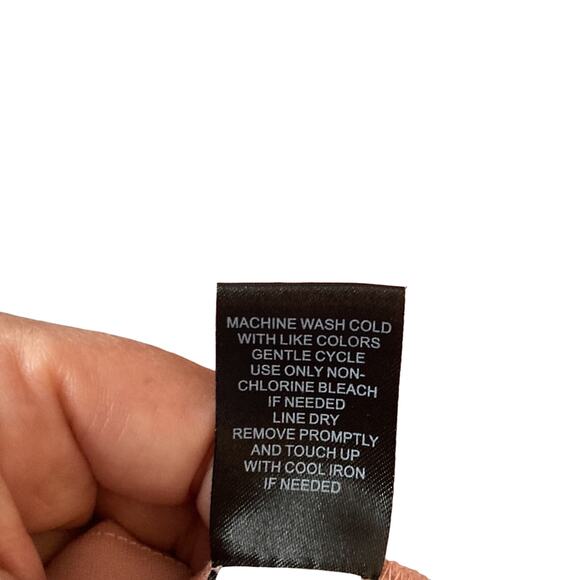 MACHINE WASH COLD
WITH LIKE COLORS
GENTLE CYCLE
USE ONLY NON-
CHLORINE BLEACH
IF NEEDED
LINE DRY
REMOVE PROMPTLY
AND TOUCH UP
WITH COOL IRON
IF NEEDED